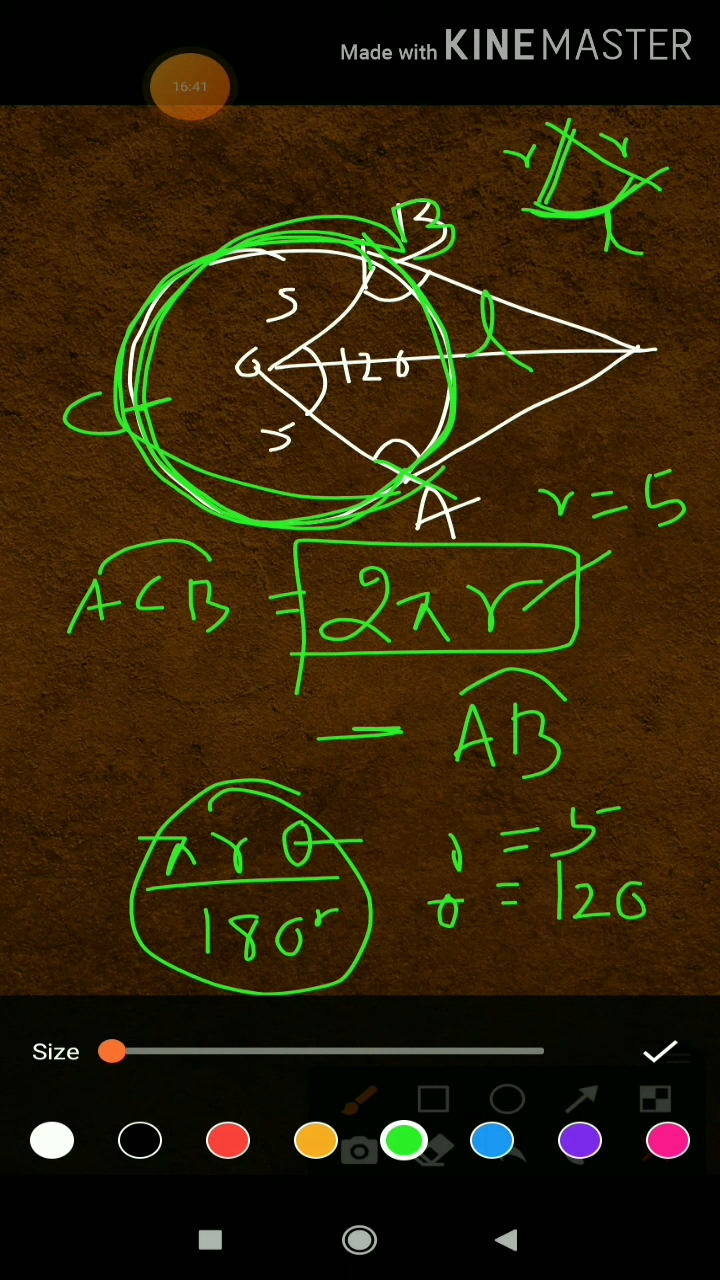 Made with KINEMASTER
16:41
r r
l
B
5
O 120 l
C
5
A r = 5
ACB = 2πr
— AB
πrθ
180°
r = 5
θ = 120
Size